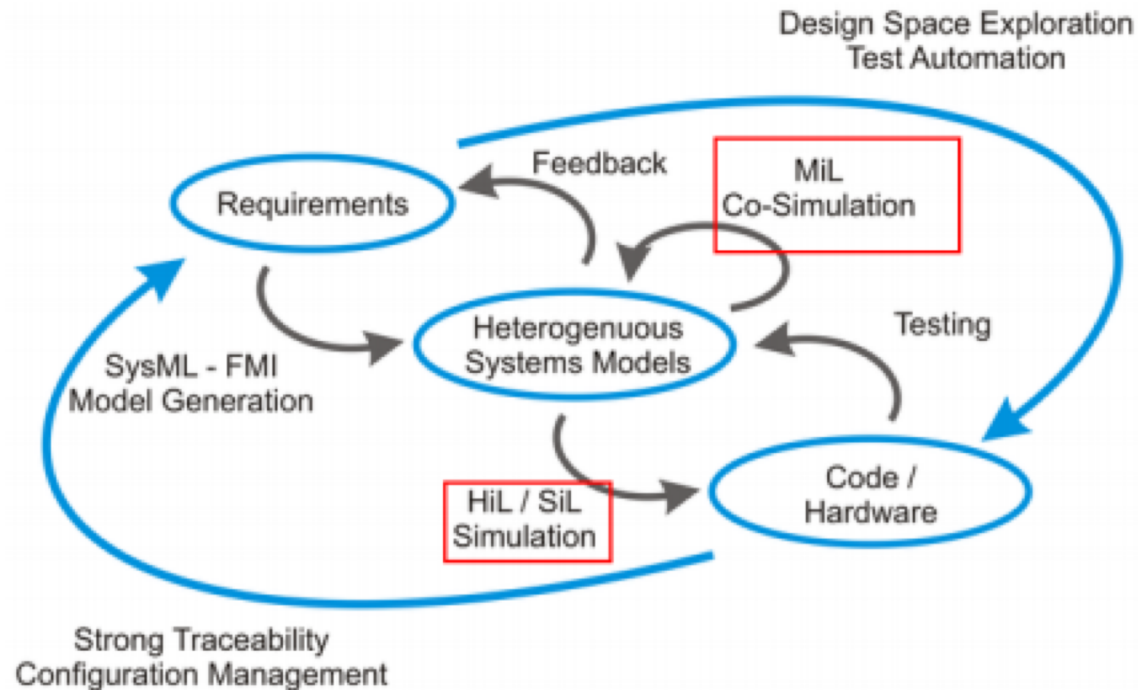 Design Space Exploration
Test Automation
Feedback
MiL
Co-Simulation
Requirements
Heterogenuous
Systems Models
Testing
SysML - FMI
Model Generation
Code /
Hardware
HiL / SiL
Simulation
Strong Traceability
Configuration Management